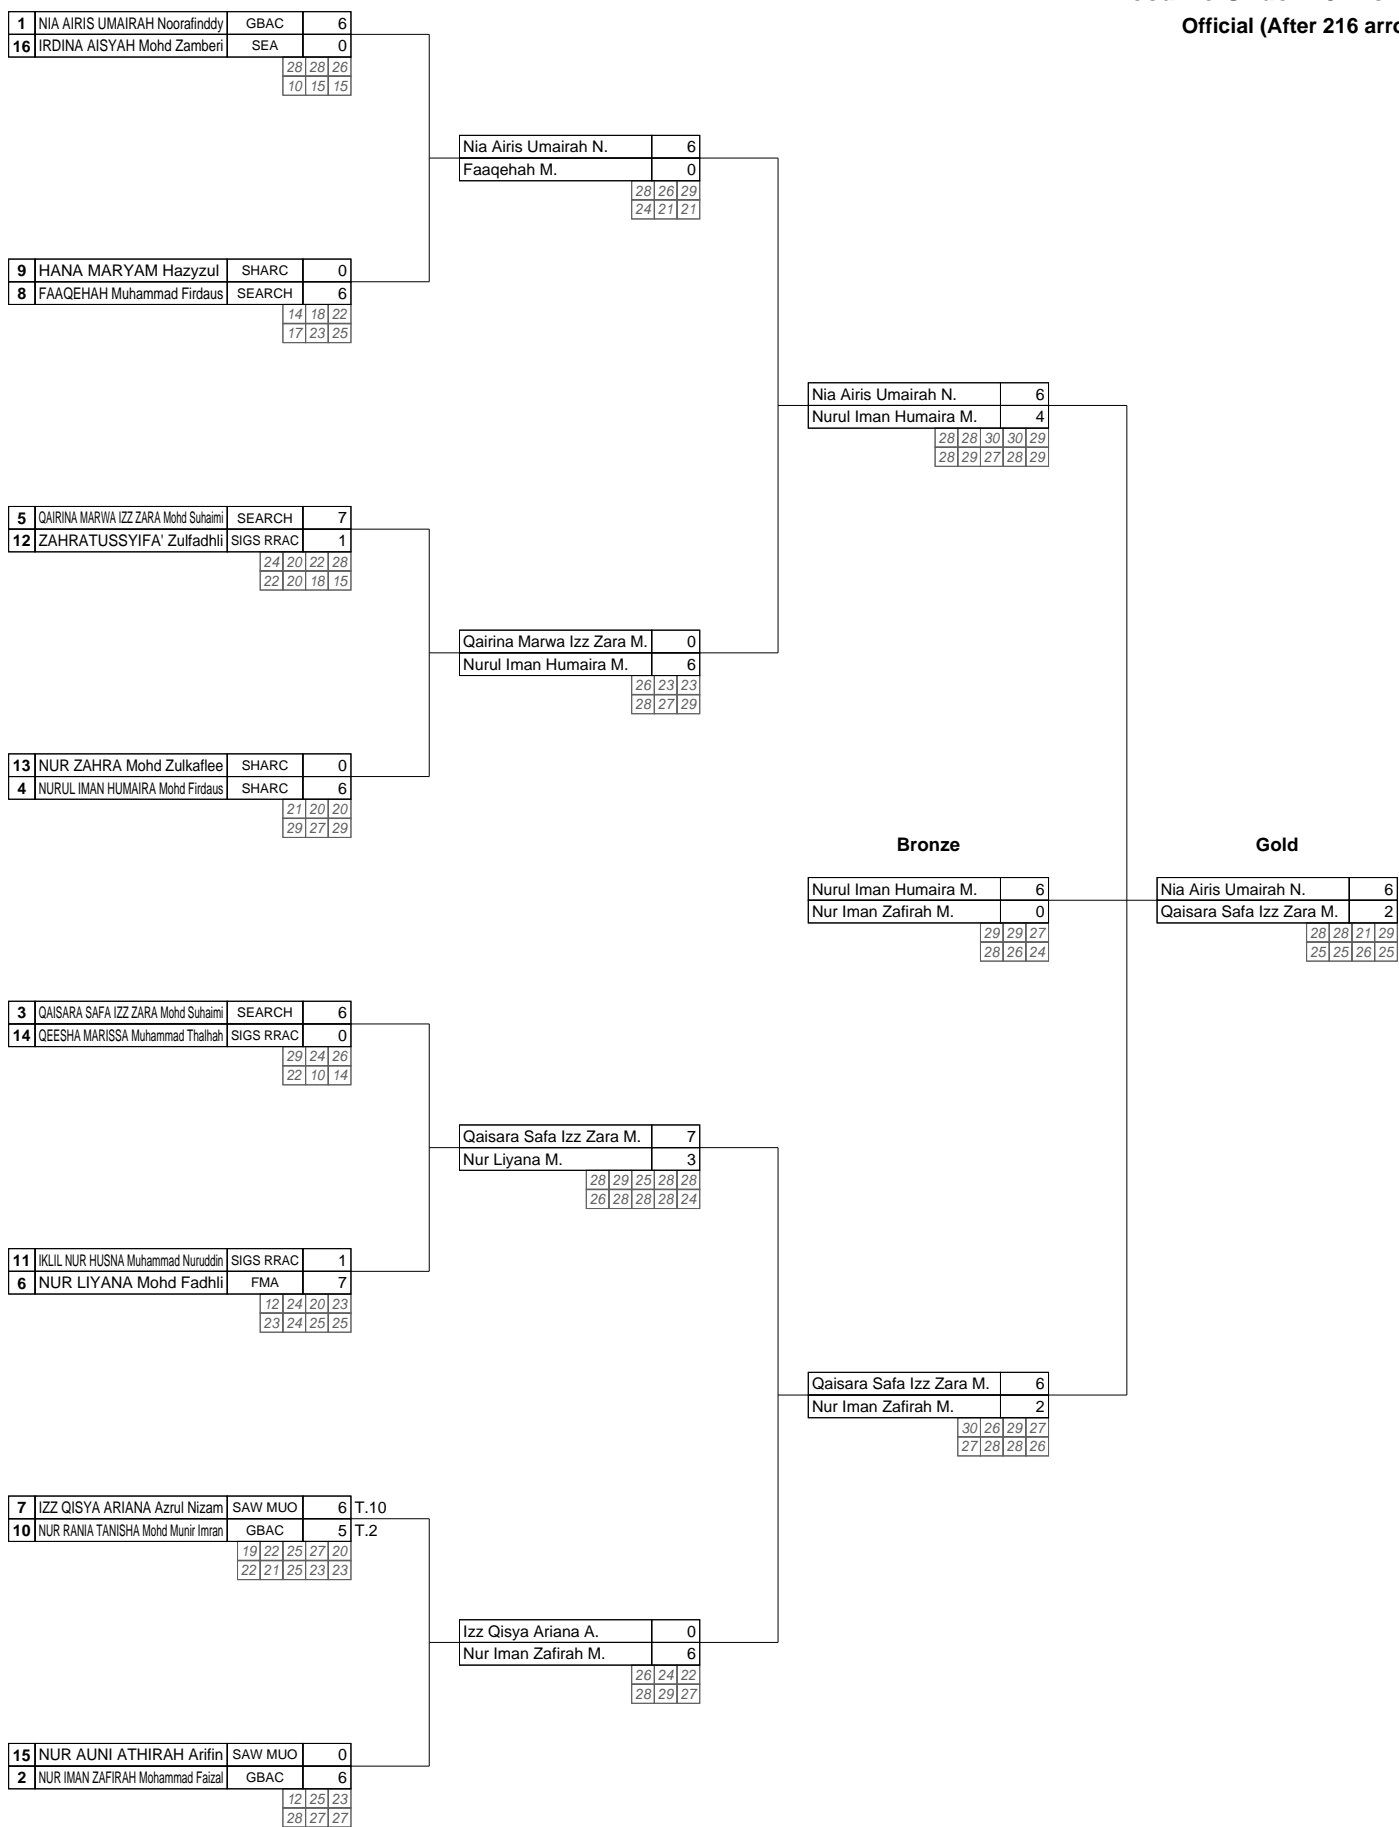 Official (After 216 arro
1 NIA AIRIS UMAIRAH Noorafinddy GBAC 6
16 IRDINA AISYAH Mohd Zamberi SEA 0
28 28 26
10 15 15
Nia Airis Umairah N. 6
Faaqehah M. 0
28 26 29
24 21 21
9 HANA MARYAM Hazyzul SHARC 0
8 FAAQEHAH Muhammad Firdaus SEARCH 6
14 18 22
17 23 25
Nia Airis Umairah N. 6
Nurul Iman Humaira M. 4
28 28 30 30 29
28 29 27 28 29
5 QAIRINA MARWA IZZ ZARA Mohd Suhaimi SEARCH 7
12 ZAHRATUSSYIFA' Zulfadhli SIGS RRAC 1
24 20 22 28
22 20 18 15
Qairina Marwa Izz Zara M. 0
Nurul Iman Humaira M. 6
26 23 23
28 27 29
13 NUR ZAHRA Mohd Zulkaflee SHARC 0
4 NURUL IMAN HUMAIRA Mohd Firdaus SHARC 6
21 20 20
29 27 29
Bronze Gold
Nurul Iman Humaira M. 6 Nia Airis Umairah N. 6
Nur Iman Zafirah M. 0 Qaisara Safa Izz Zara M. 2
29 29 27 28 28 21 29
28 26 24 25 25 26 25
3 QAISARA SAFA IZZ ZARA Mohd Suhaimi SEARCH 6
14 QEESHA MARISSA Muhammad Thalhah SIGS RRAC 0
29 24 26
22 10 14
Qaisara Safa Izz Zara M. 7
Nur Liyana M. 3
28 29 25 28 28
26 28 28 28 24
11 IKLIL NUR HUSNA Muhammad Nuruddin SIGS RRAC 1
6 NUR LIYANA Mohd Fadhli FMA 7
12 24 20 23
23 24 25 25
Qaisara Safa Izz Zara M. 6
Nur Iman Zafirah M. 2
30 26 29 27
27 28 28 26
7 IZZ QISYA ARIANA Azrul Nizam SAW MUO 6 T.10
10 NUR RANIA TANISHA Mohd Munir Imran GBAC 5 T.2
19 22 25 27 20
22 21 25 23 23
Izz Qisya Ariana A. 0
Nur Iman Zafirah M. 6
26 24 22
28 29 27
15 NUR AUNI ATHIRAH Arifin SAW MUO 0
2 NUR IMAN ZAFIRAH Mohammad Faizal GBAC 6
12 25 23
28 27 27